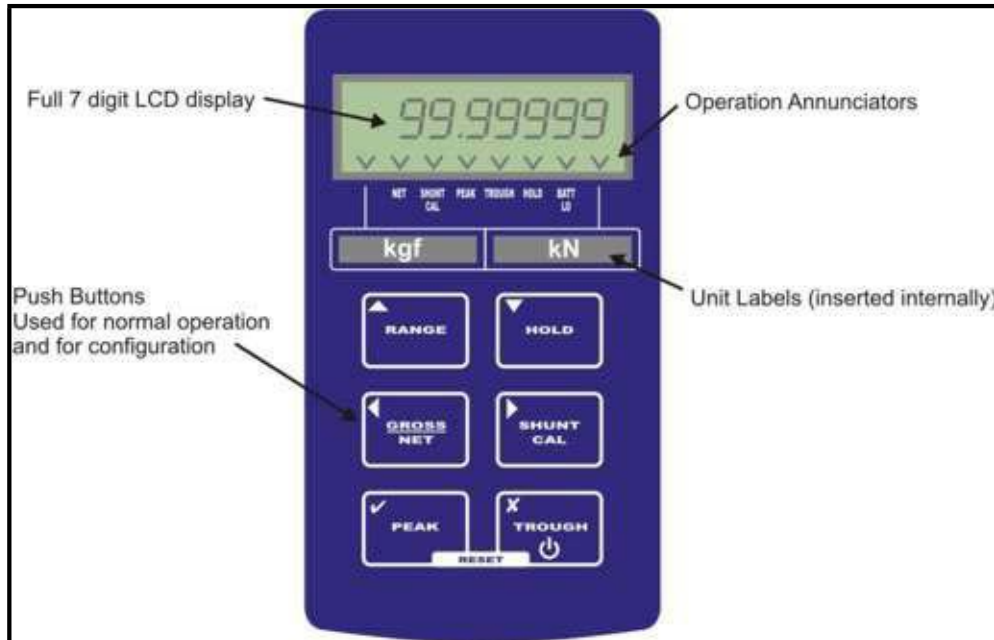 Full 7 digit LCD display
99.99999
Operation Annunciators
NET SHUNT CAL PEAK TROUGH HOLD BATT LO
kgf kN
Unit Labels (inserted internally)
Push Buttons
Used for normal operation
and for configuration
RANGE HOLD
GROSS
NET
SHUNT
CAL
PEAK TROUGH
RESET